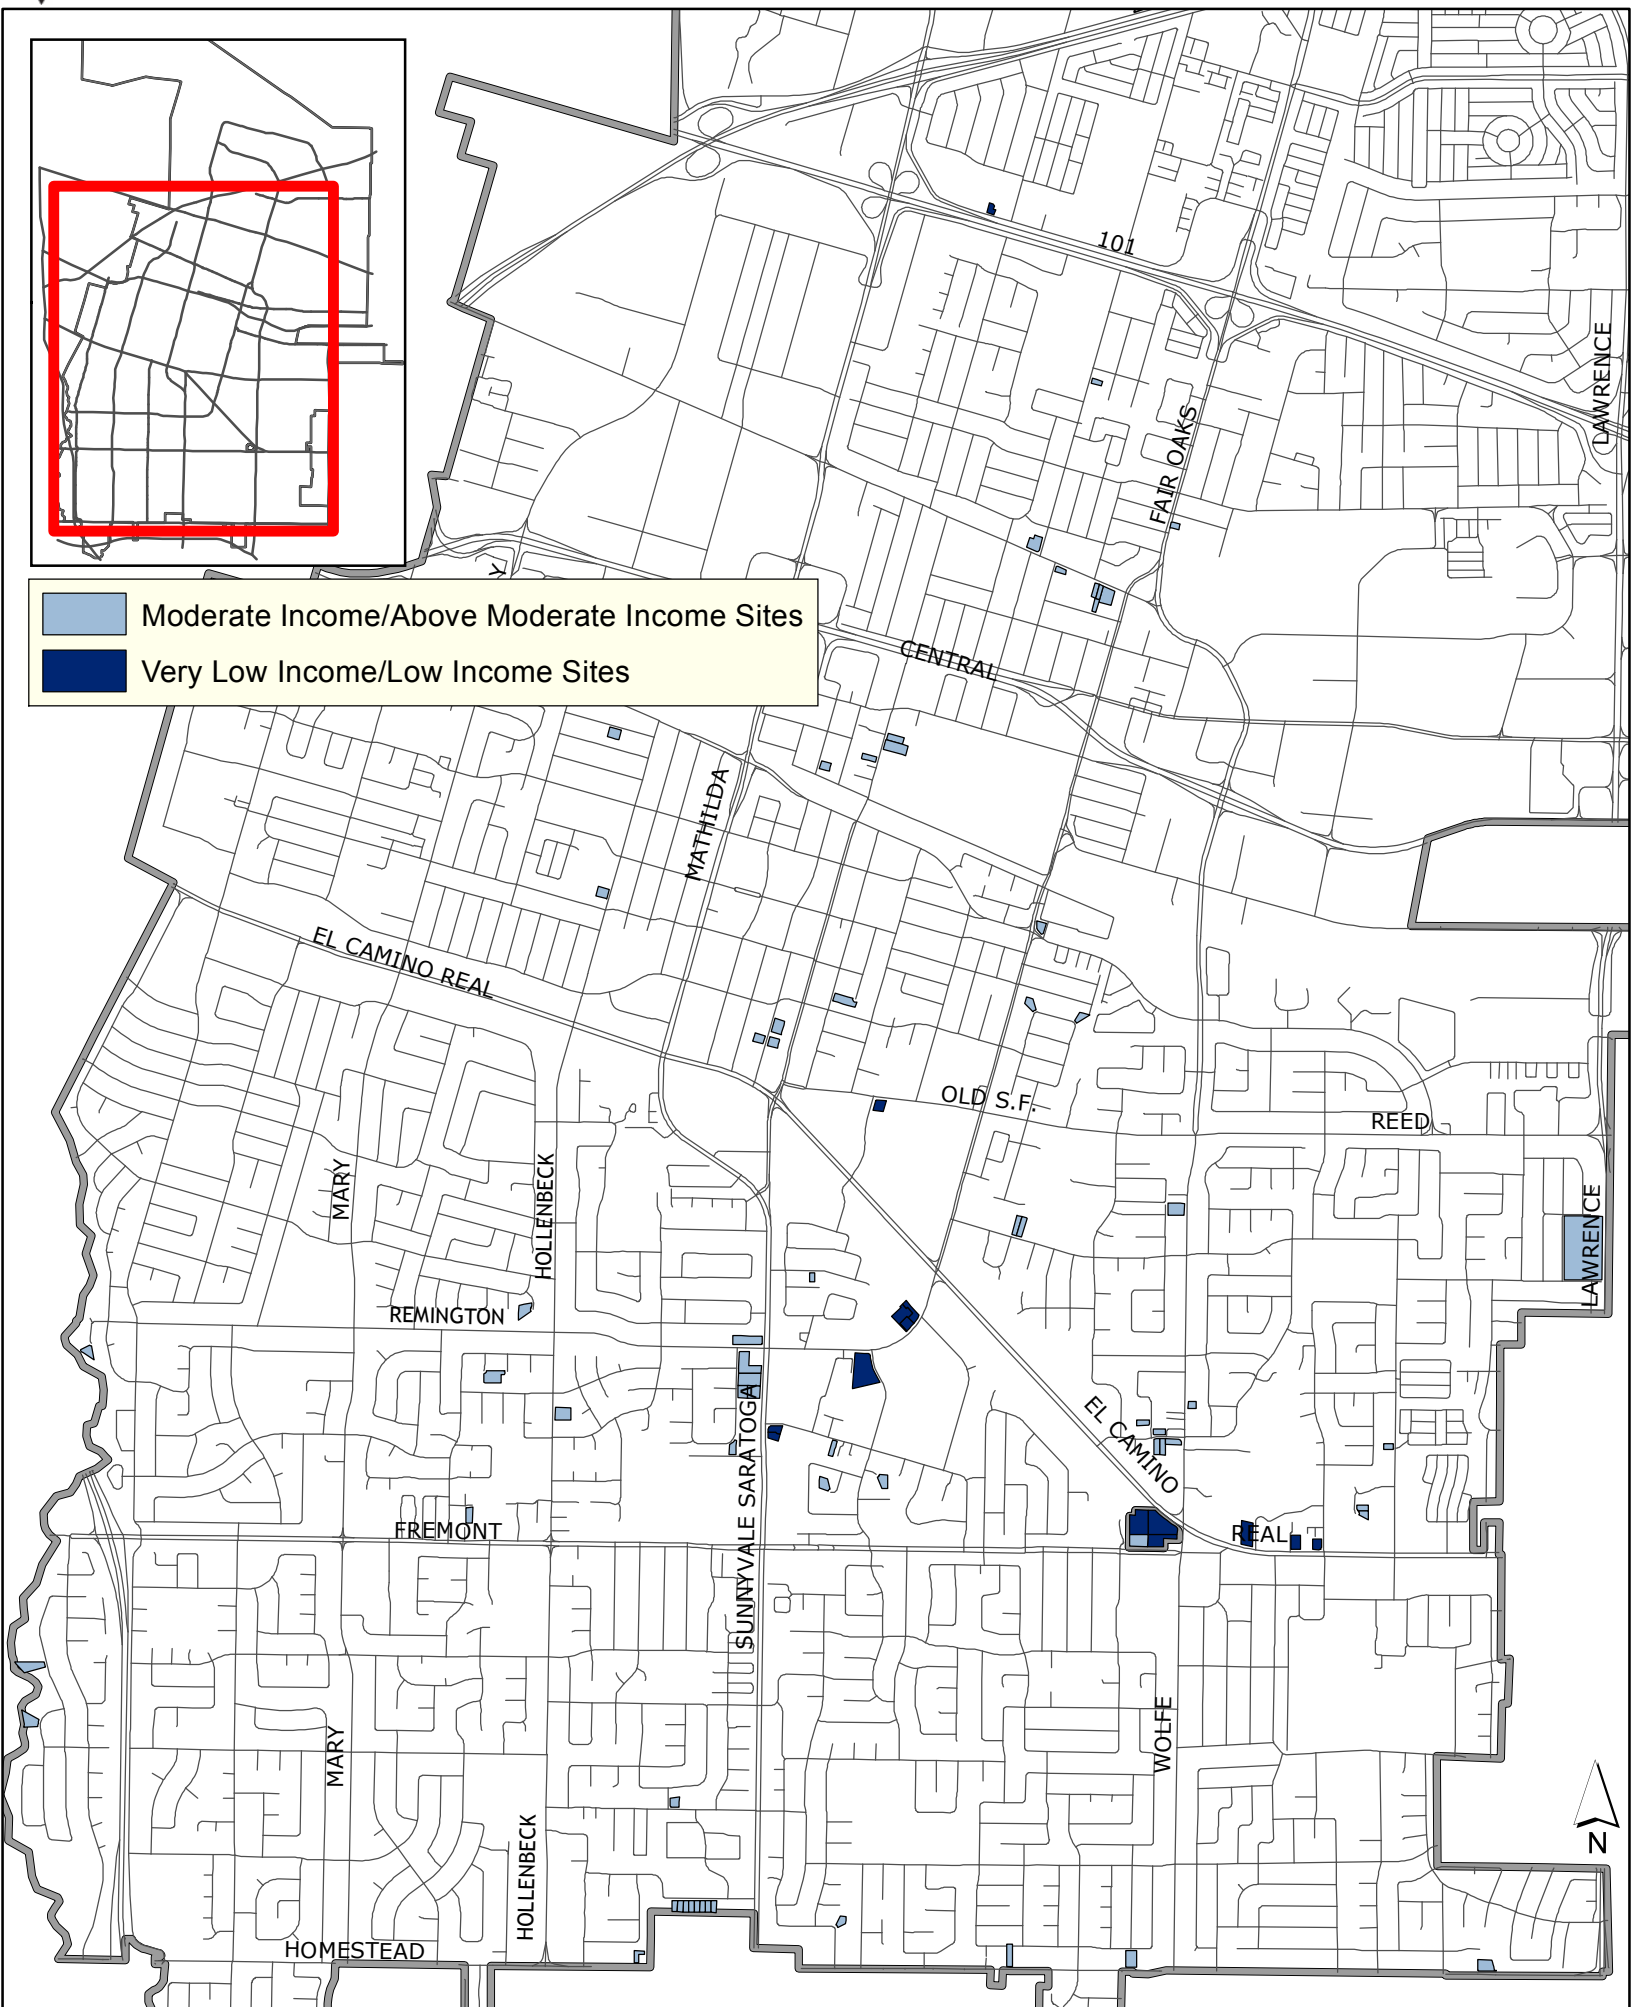 101
LAWRENCE
FAIR OAKS
Y
Moderate Income/Above Moderate Income Sites
Very Low Income/Low Income Sites
CENTRAL
MATHILDA
EL CAMINO REAL
OLD S.F.
REED
MARY
HOLLENBECK
LAWRENCE
REMINGTON
EL CAMINO
SUNNYVALE SARATOGA
FREMONT
REAL
WOLFE
MARY
HOLLENBECK
N
HOMESTEAD